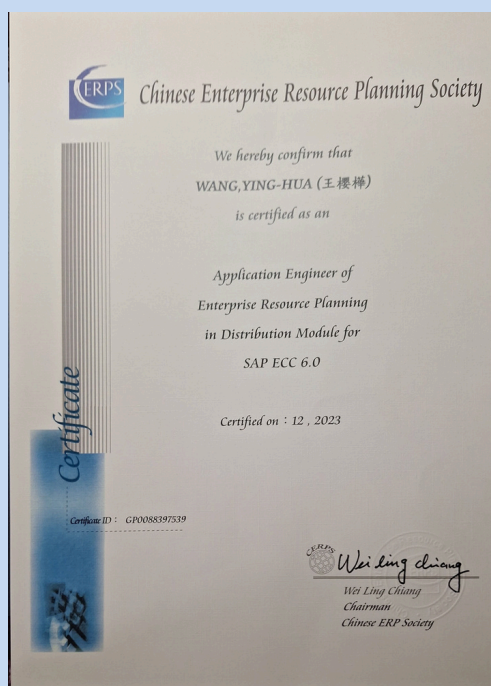 CERPS
Chinese Enterprise Resource Planning Society
We hereby confirm that
WANG,YING-HUA (王櫻樺)
is certified as an
Application Engineer of
Enterprise Resource Planning
in Distribution Module for
SAP ECC 6.0
Certified on：12 , 2023
Certificate
Certificate ID： GP0088397539
CERPS
Wei ling chiang
Wei Ling Chiang
Chairman
Chinese ERP Society